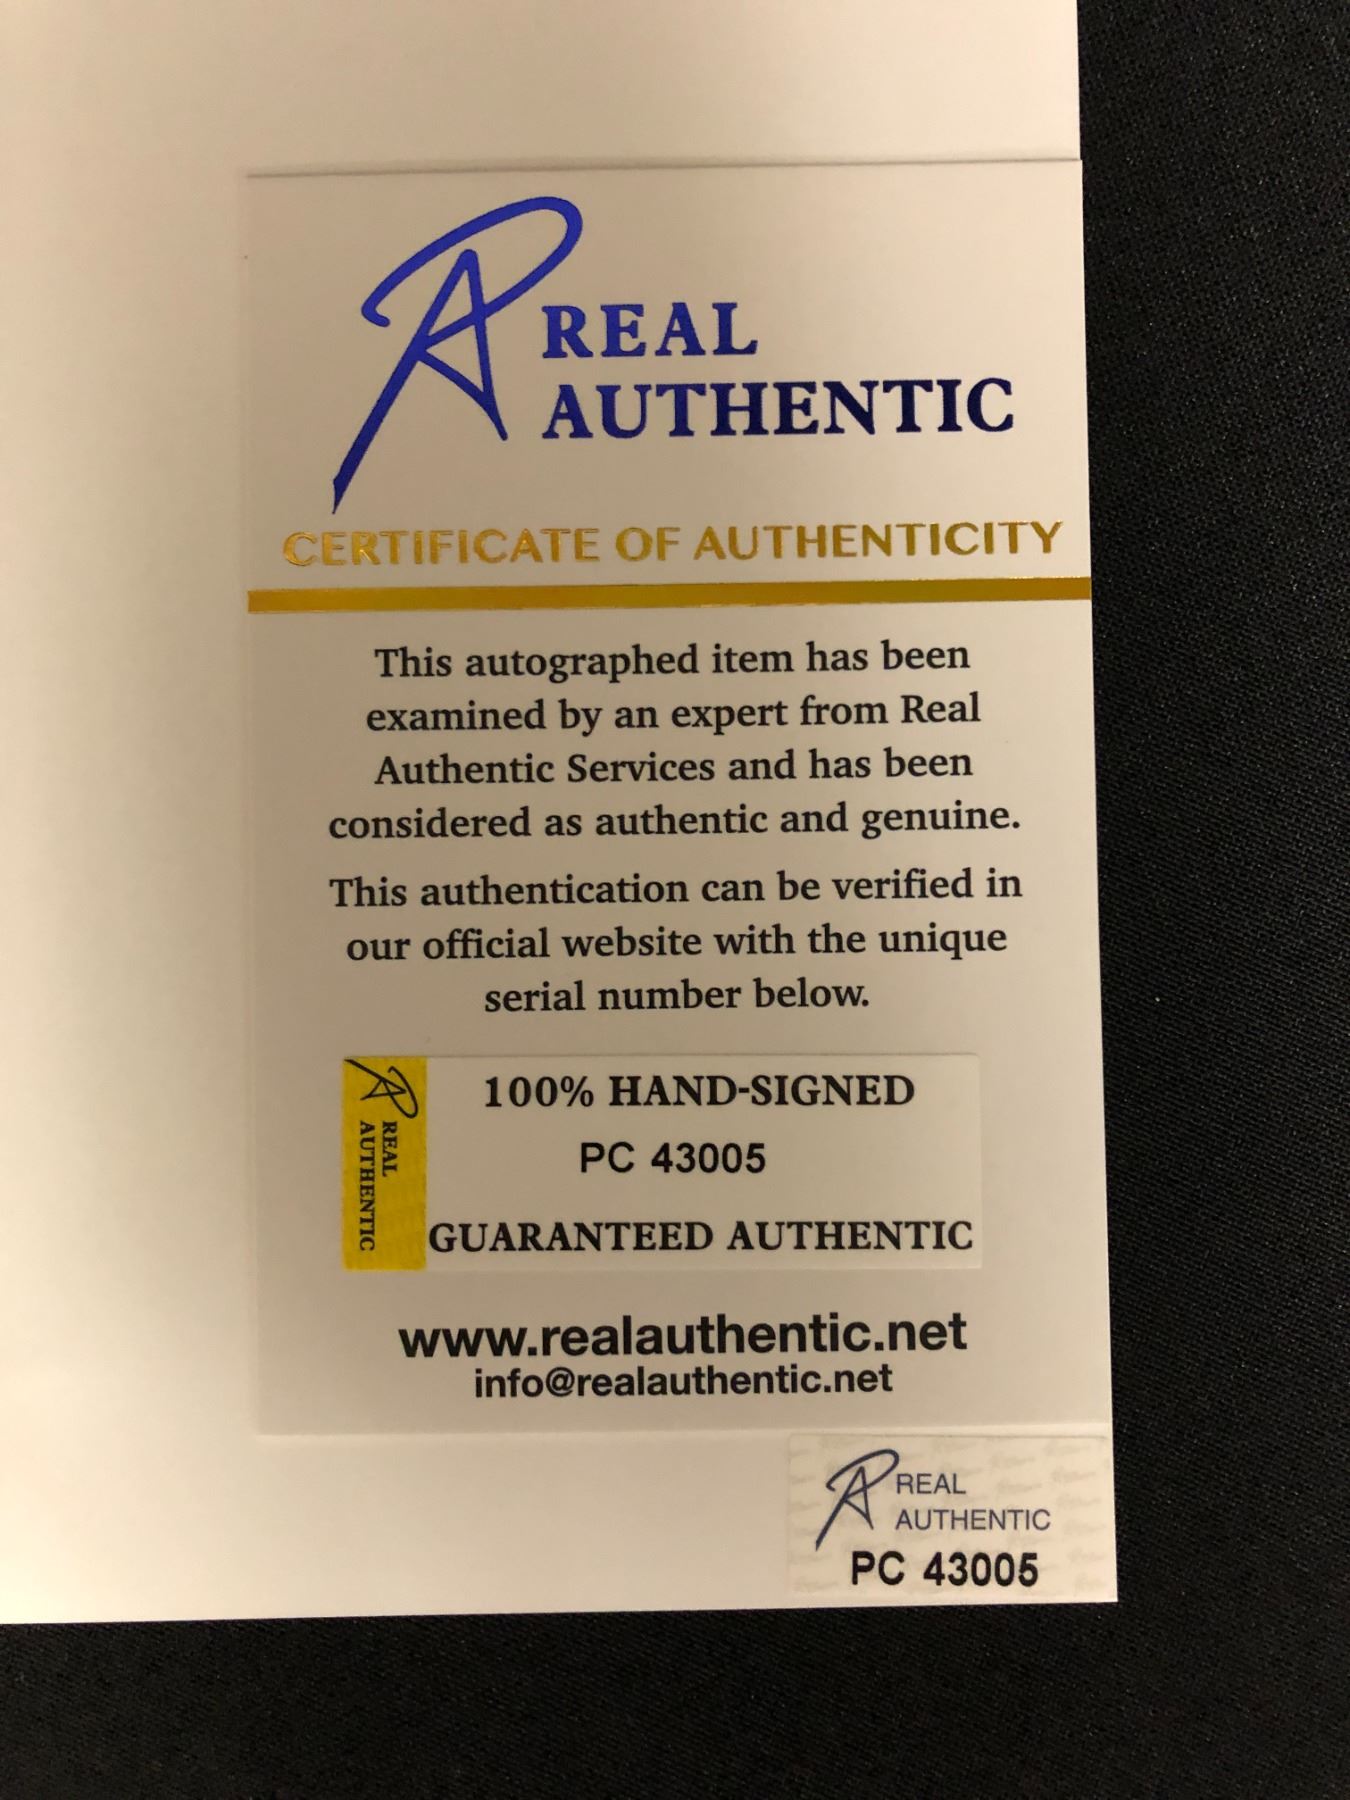 REAL
AUTHENTIC
CERTIFICATE OF AUTHENTICITY
This autographed item has been
examined by an expert from Real
Authentic Services and has been
considered as authentic and genuine.
This authentication can be verified in
our official website with the unique
serial number below.
REAL
AUTHENTIC
100% HAND-SIGNED
PC 43005
GUARANTEED AUTHENTIC
www.realauthentic.net
info@realauthentic.net
REAL
AUTHENTIC
PC 43005